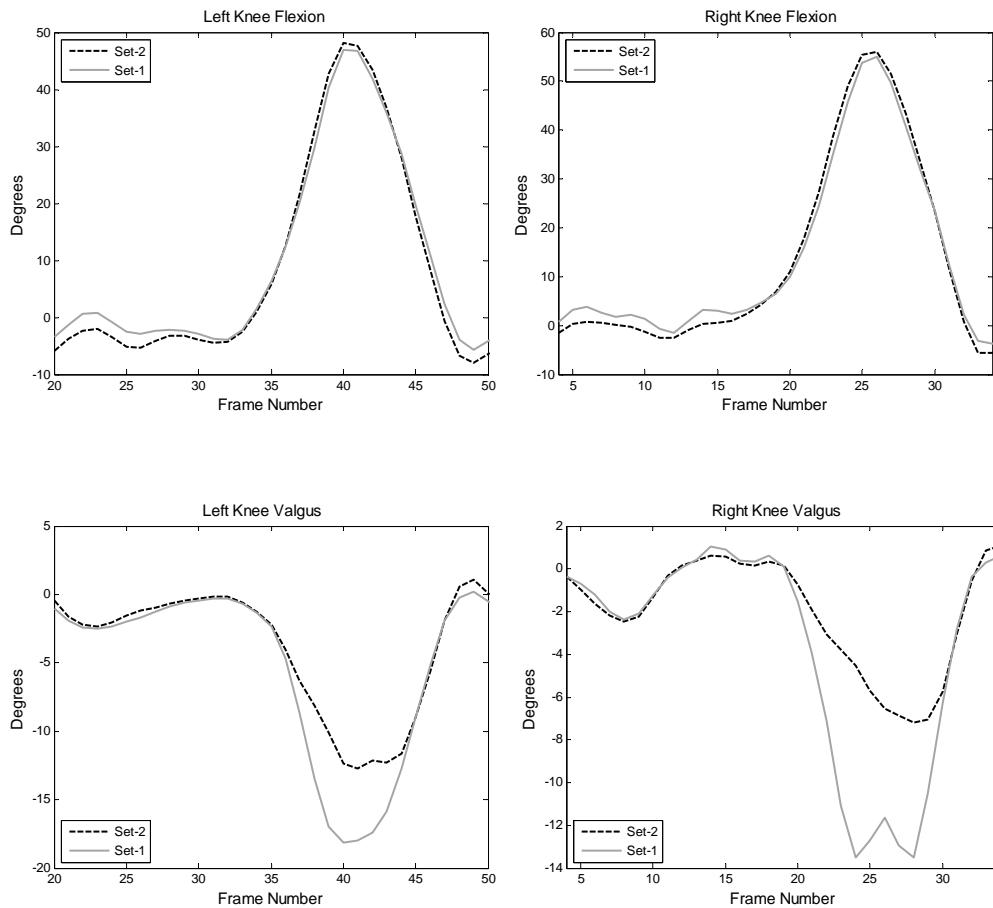 Left Knee Flexion
50
40
30
20
10
0
-10
Degrees
Set-2
Set-1
20 25 30 35 40 45 50
Frame Number
Right Knee Flexion
60
50
40
30
20
10
0
-10
Degrees
Set-2
Set-1
5 10 15 20 25 30
Frame Number
Left Knee Valgus
5
0
-5
-10
-15
-20
Degrees
Set-2
Set-1
20 25 30 35 40 45 50
Frame Number
Right Knee Valgus
2
0
-2
-4
-6
-8
-10
-12
-14
Degrees
Set-2
Set-1
5 10 15 20 25 30
Frame Number